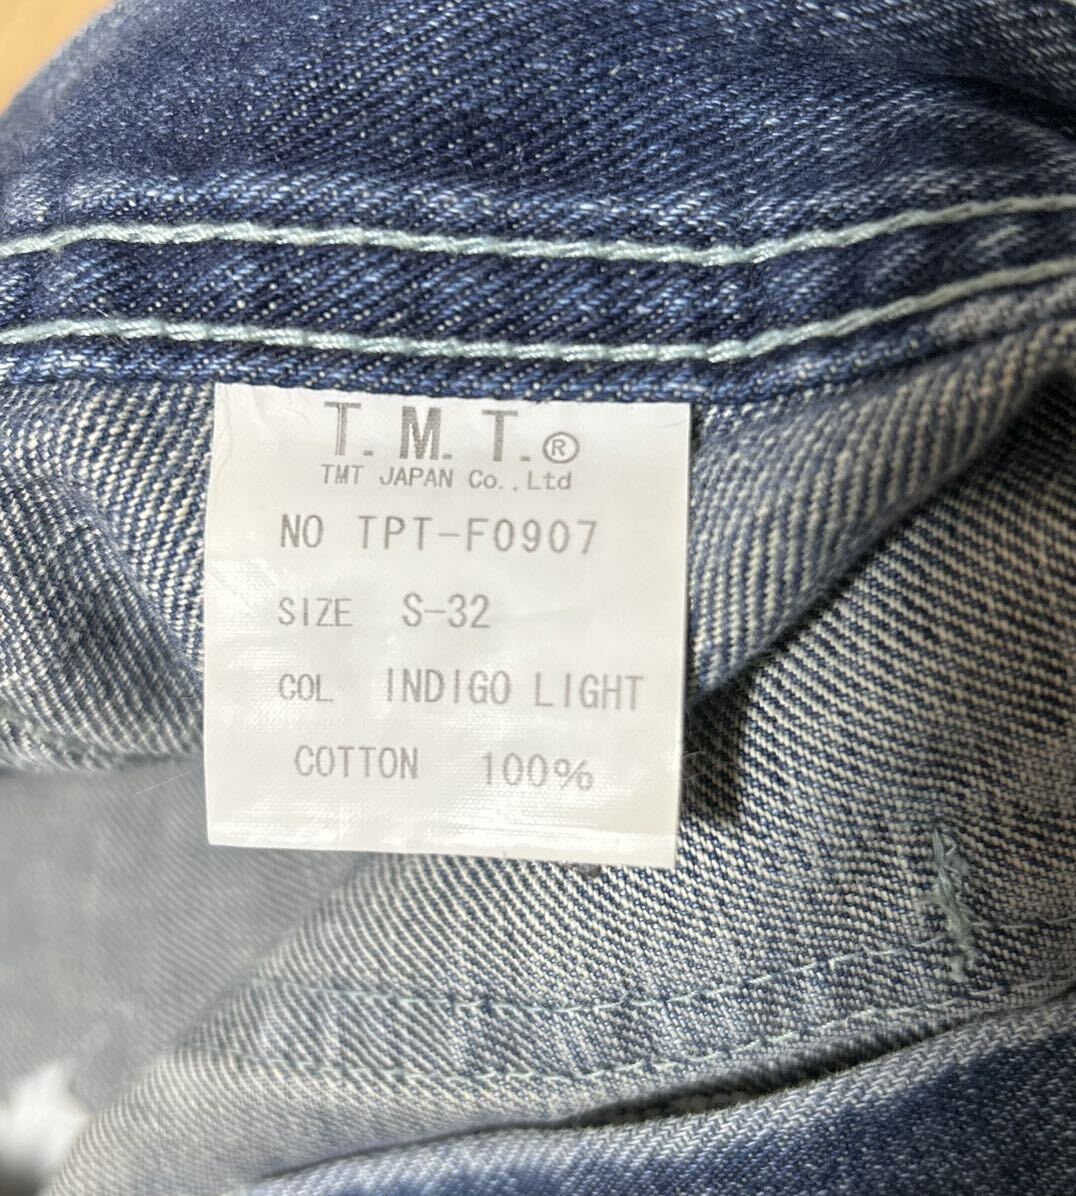 T.M.T.®
TMT JAPAN Co.,Ltd
NO TPT-F0907
SIZE S-32
COL INDIGO LIGHT
COTTON 100%